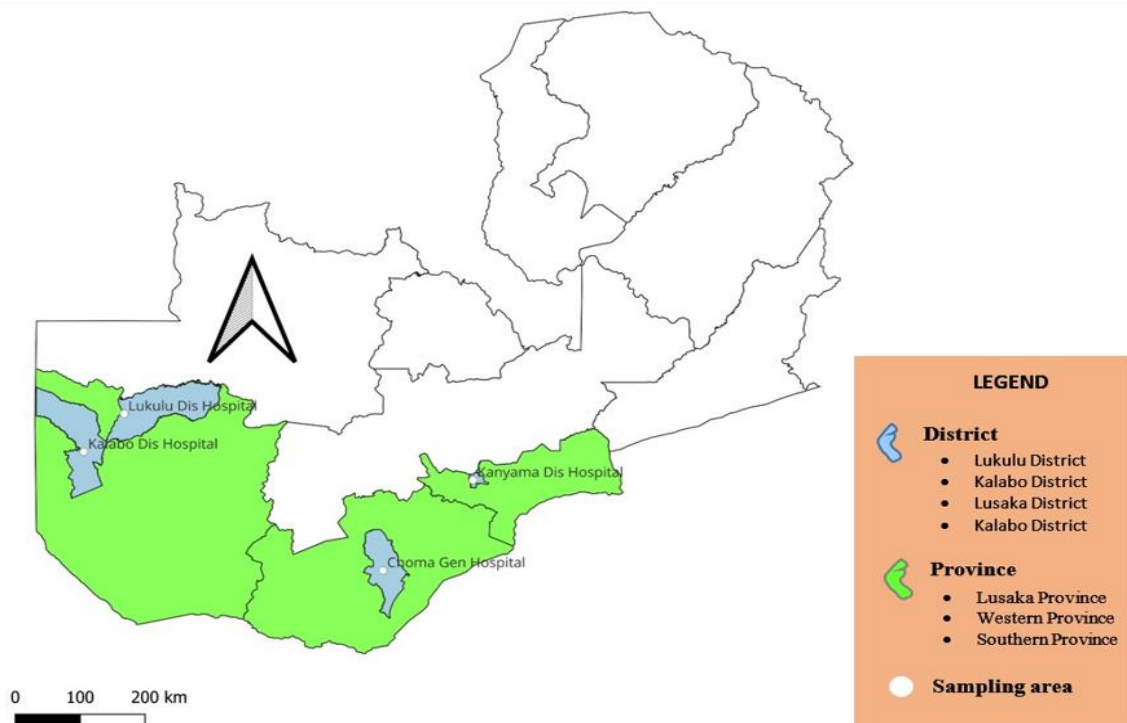 Lukulu Dis Hospital
Kalabo Dis Hospital
Kanyama Dis Hospital
Choma Gen Hospital
0 100 200 km
LEGEND
District
• Lukulu District
• Kalabo District
• Lusaka District
• Kalabo District
Province
• Lusaka Province
• Western Province
• Southern Province
Sampling area